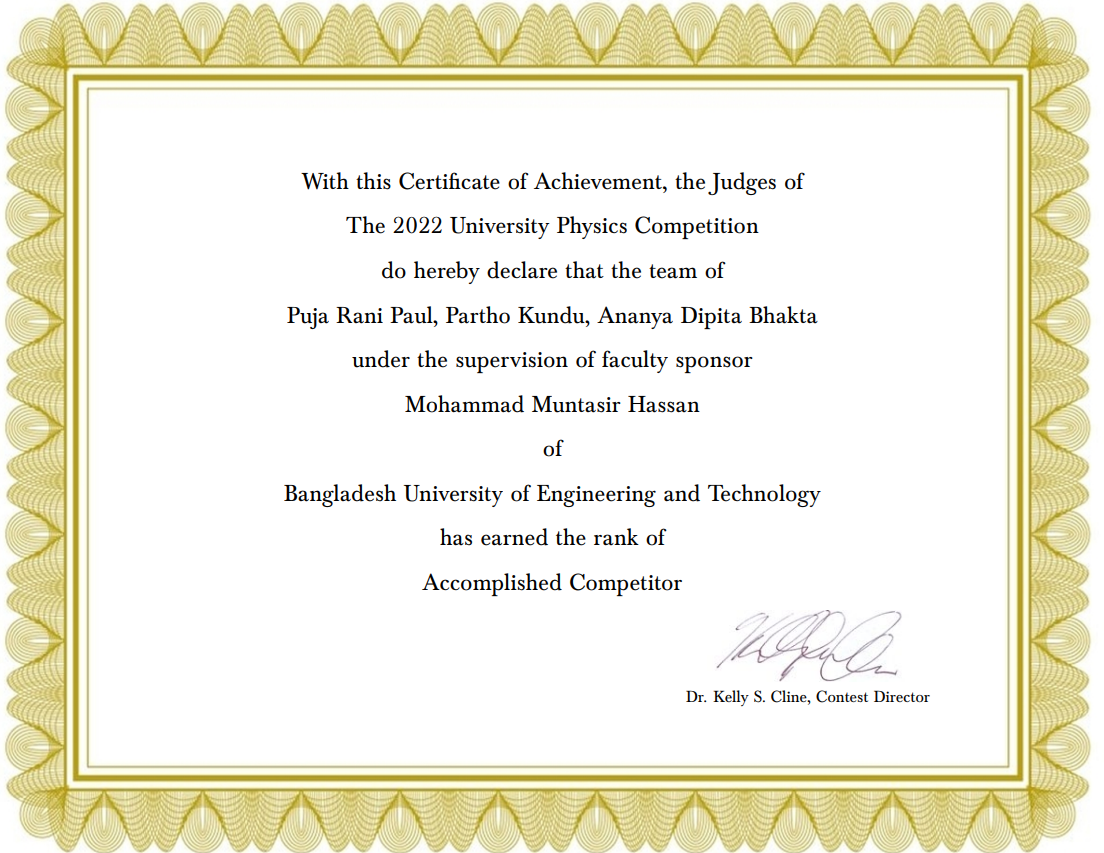 With this Certificate of Achievement, the Judges of
The 2022 University Physics Competition
do hereby declare that the team of
Puja Rani Paul, Partho Kundu, Ananya Dipita Bhakta
under the supervision of faculty sponsor
Mohammad Muntasir Hassan
of
Bangladesh University of Engineering and Technology
has earned the rank of
Accomplished Competitor
Dr. Kelly S. Cline, Contest Director